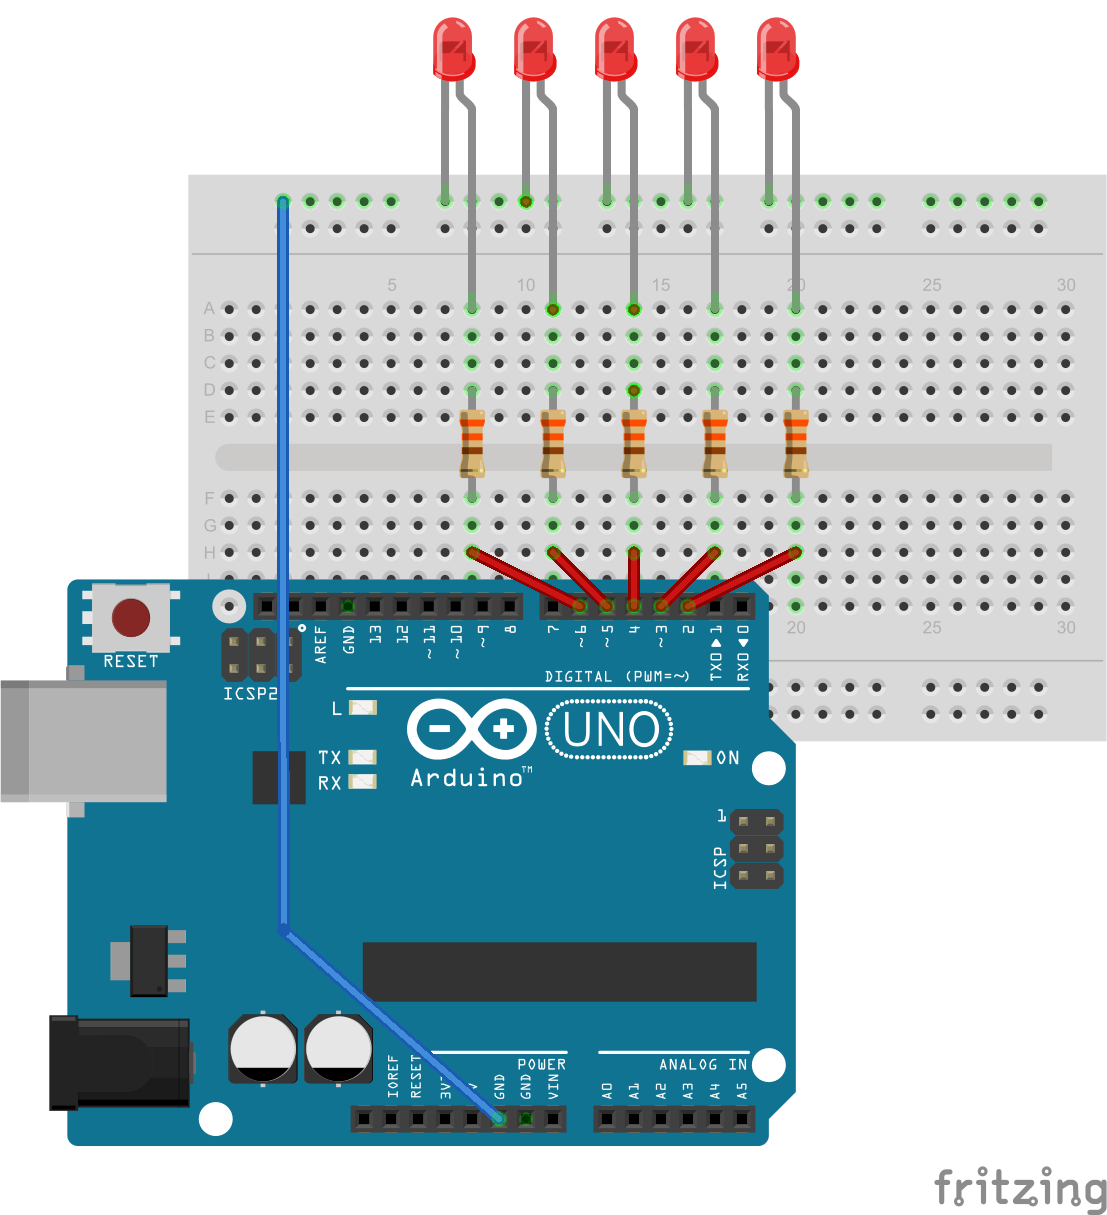 5 10 15 20 25 30
A
B
C
D
E
F
G
H
20 25 30
RESET
ICSP2
AREF GND 13 12 ~11 ~10 ~9 8 7 ~6 ~5 4 ~3 2 TX0▶1 RX0◀0
DIGITAL (PWM=~)
L
TX
RX
UNO
ON
Arduino™
1
ICSP
POWER
ANALOG IN
IOREF RESET GND GND VIN A0 A1 A2 A3 A4 A5
fritzing